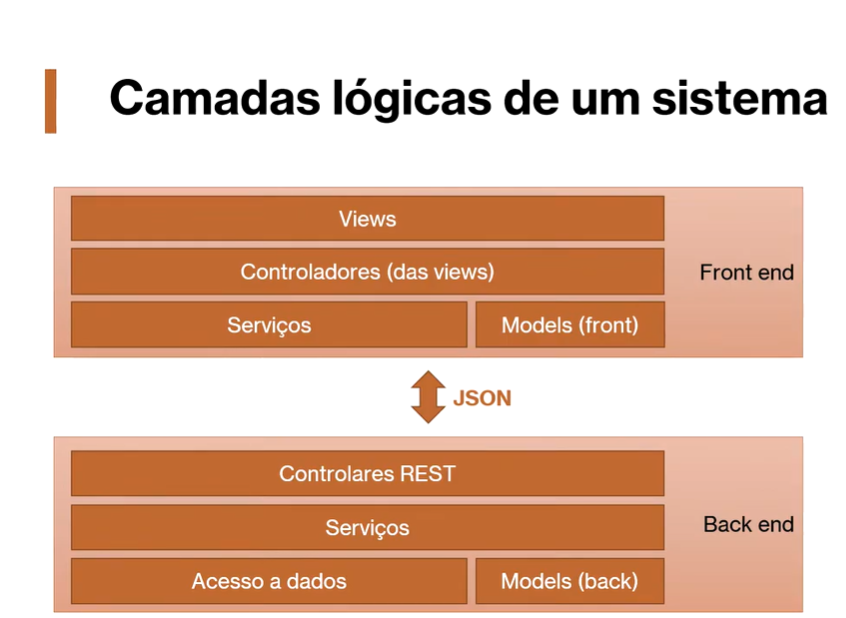 Camadas lógicas de um sistema
Views
Controladores (das views)
Front end
Serviços
Models (front)
JSON
Controlares REST
Serviços
Back end
Acesso a dados
Models (back)